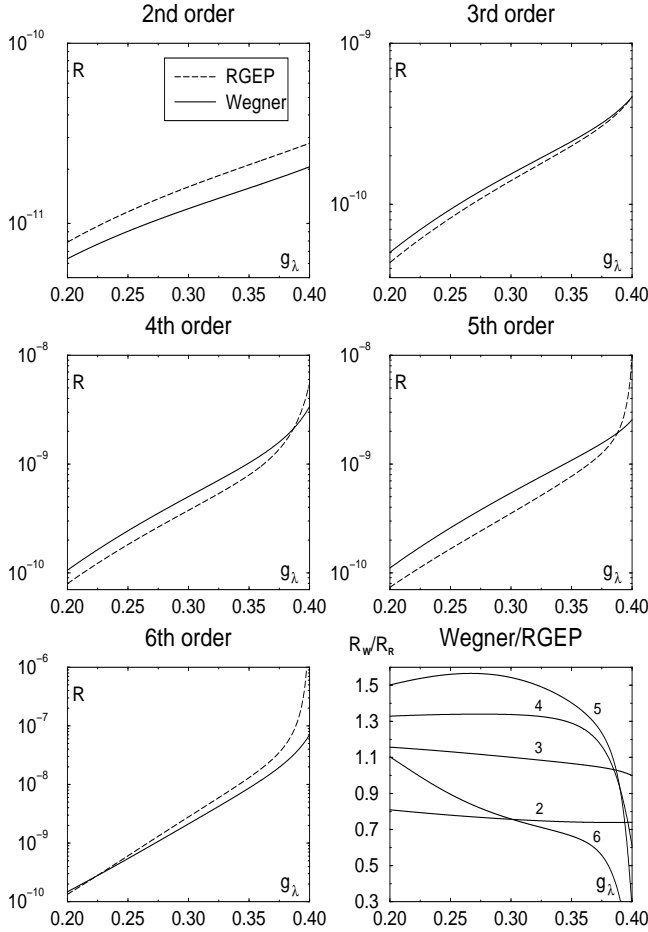 2nd order
3rd order
10⁻¹⁰
R
RGEP
Wegner
10⁻¹¹
g_λ
0.20 0.25 0.30 0.35 0.40
10⁻⁹
R
10⁻¹⁰
g_λ
0.20 0.25 0.30 0.35 0.40
4th order
5th order
10⁻⁸
R
10⁻⁹
10⁻¹⁰
g_λ
0.20 0.25 0.30 0.35 0.40
10⁻⁸
R
10⁻⁹
10⁻¹⁰
g_λ
0.20 0.25 0.30 0.35 0.40
6th order
R_W/R_R Wegner/RGEP
10⁻⁶
R
10⁻⁷
10⁻⁸
10⁻⁹
10⁻¹⁰
g_λ
0.20 0.25 0.30 0.35 0.40
1.5
1.3
1.1
0.9
0.7
0.3
4
5
3
2
6
g_λ
0.20 0.25 0.30 0.35 0.40